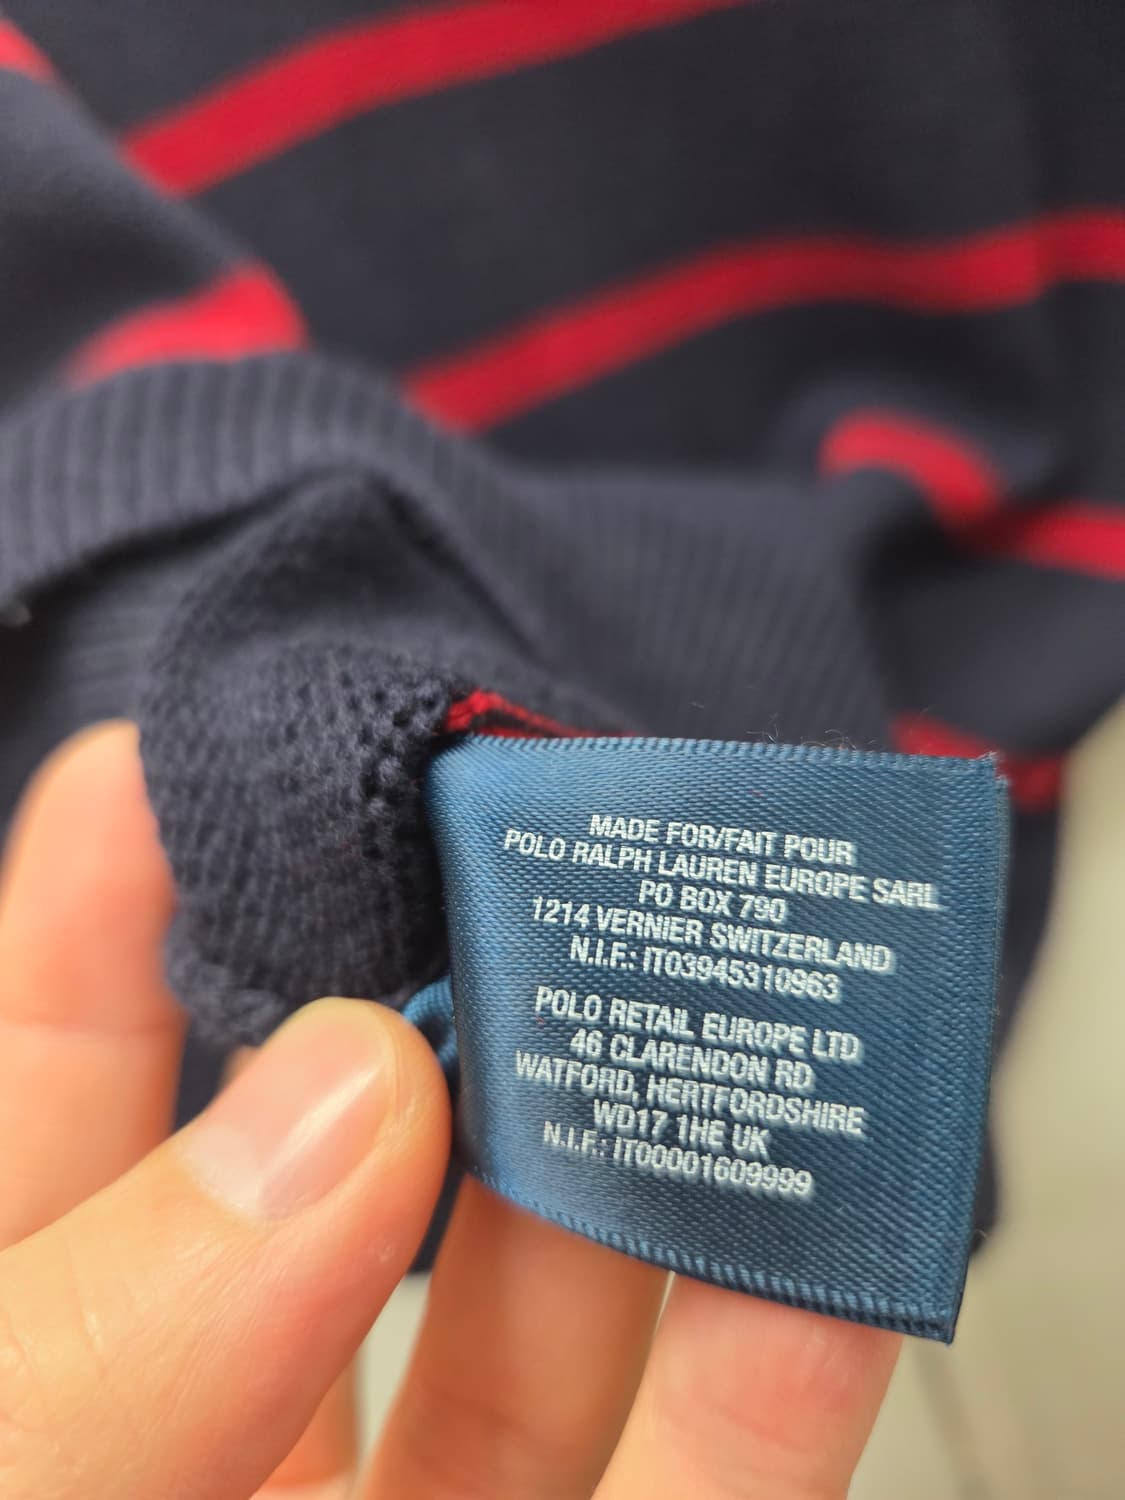 MADE FOR/FAIT POUR
POLO RALPH LAUREN EUROPE SARL
PO BOX 790
1214 VERNIER SWITZERLAND
N.I.F.: IT03945310963
POLO RETAIL EUROPE LTD
46 CLARENDON RD
WATFORD, HERTFORDSHIRE
WD17 1HE UK
N.I.F.: IT00001609999